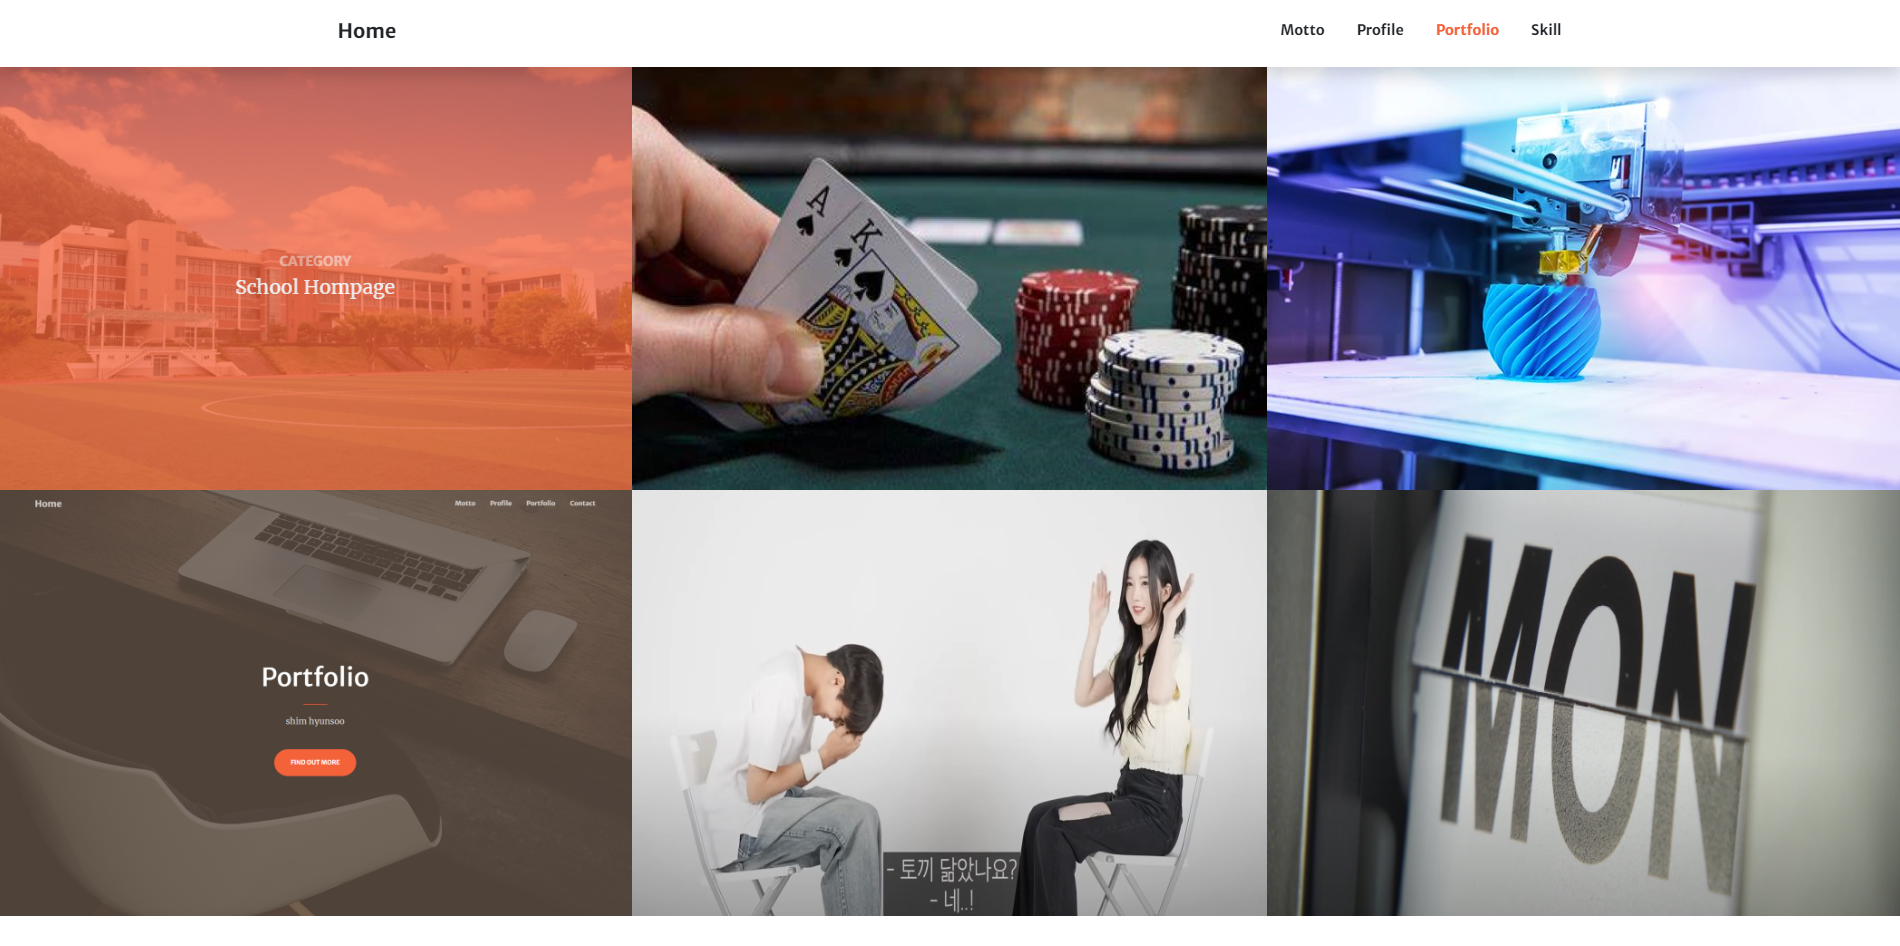 Home
Motto Profile Portfolio Skill
CATEGORY
School Hompage
A
K
Home
Motto Profile Portfolio Contact
Portfolio
shim hyunsoo
FIND OUT MORE
- 토끼 닮았나요?
- 네..!
MON